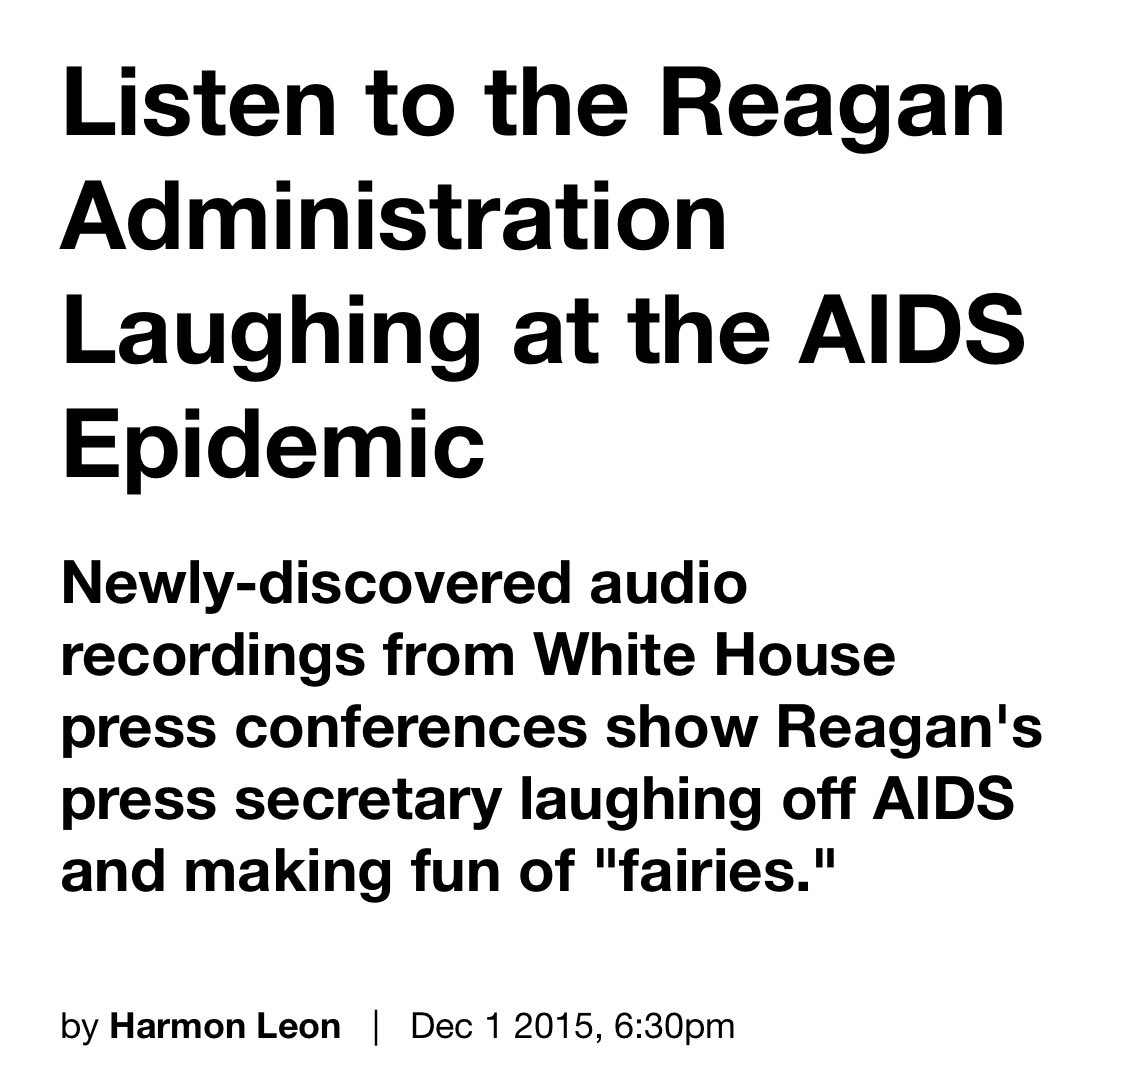 Listen to the Reagan
Administration
Laughing at the AIDS
Epidemic
Newly-discovered audio
recordings from White House
press conferences show Reagan's
press secretary laughing off AIDS
and making fun of "fairies."
by Harmon Leon | Dec 1 2015, 6:30pm